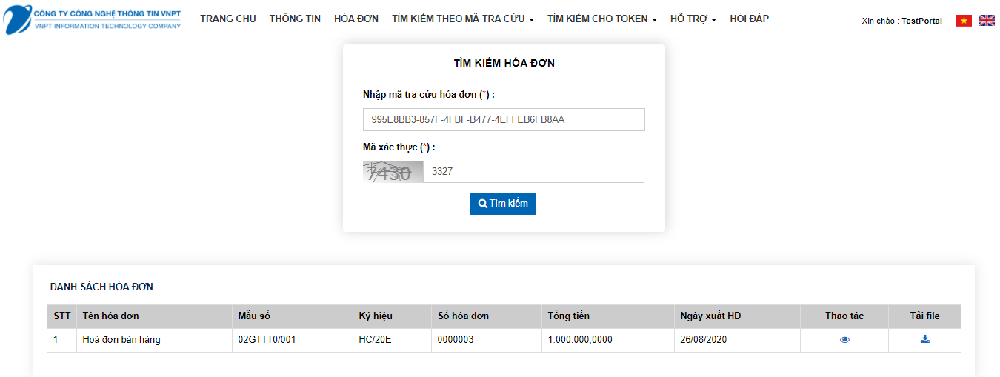 CÔNG TY CÔNG NGHỆ THÔNG TIN VNPT
VNPT INFORMATION TECHNOLOGY COMPANY
TRANG CHỦ THÔNG TIN HÓA ĐƠN TÌM KIẾM THEO MÃ TRA CỨU TÌM KIẾM CHO TOKEN HỖ TRỢ HỎI ĐÁP
Xin chào : TestPortal
TÌM KIẾM HÓA ĐƠN
Nhập mã tra cứu hóa đơn (*) :
995E8BB3-857F-4FBF-B477-4EFFEB6FB8AA
Mã xác thực (*) :
7430 3327
Tìm kiếm
DANH SÁCH HÓA ĐƠN
STT Tên hóa đơn Mẫu số Ký hiệu Số hóa đơn Tổng tiền Ngày xuất HD Thao tác Tải file
1 Hoá đơn bán hàng 02GTTT0/001 HC/20E 0000003 1.000.000,0000 26/08/2020